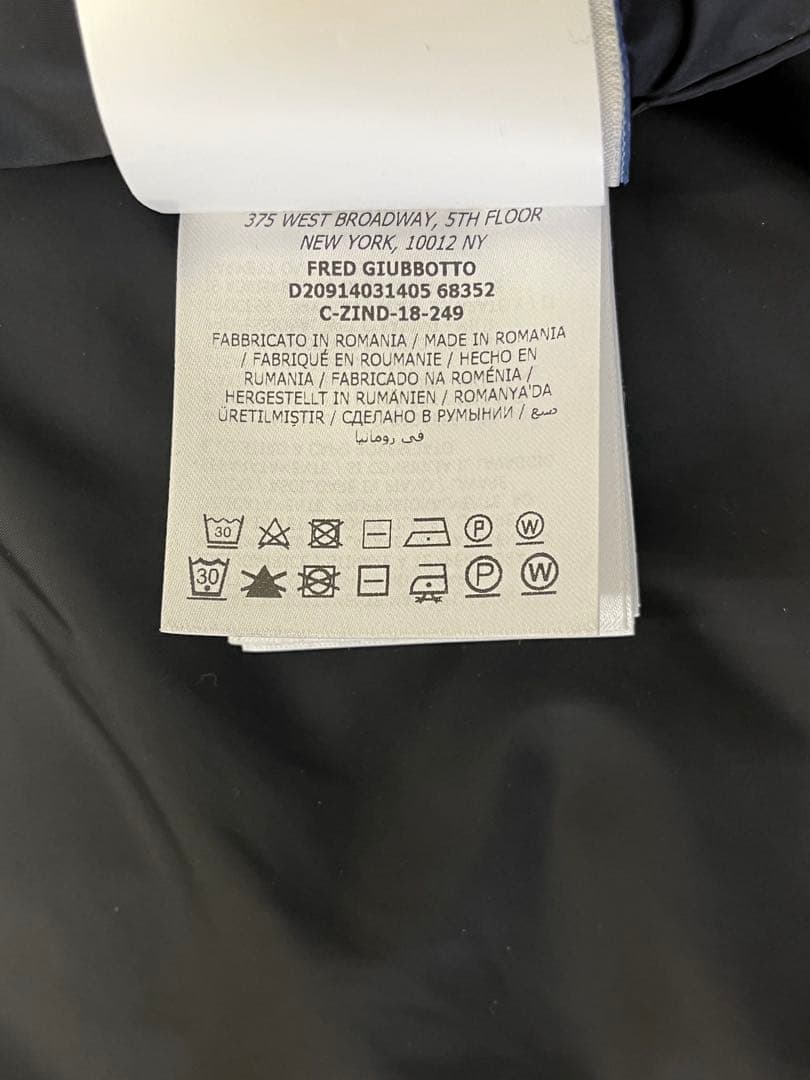 375 WEST BROADWAY, 5TH FLOOR
NEW YORK, 10012 NY
FRED GIUBBOTTO
D20914031405 68352
C-ZIND-18-249
FABBRICATO IN ROMANIA / MADE IN ROMANIA
/ FABRIQUÉ EN ROUMANIE / HECHO EN
RUMANIA / FABRICADO NA ROMÉNIA /
HERGESTELLT IN RUMÄNIEN / ROMANYA'DA
ÜRETILMIŞTIR / СДЕЛАНО В РУМЫНИИ / صنع
في رومانيا
30 P W
30 P W